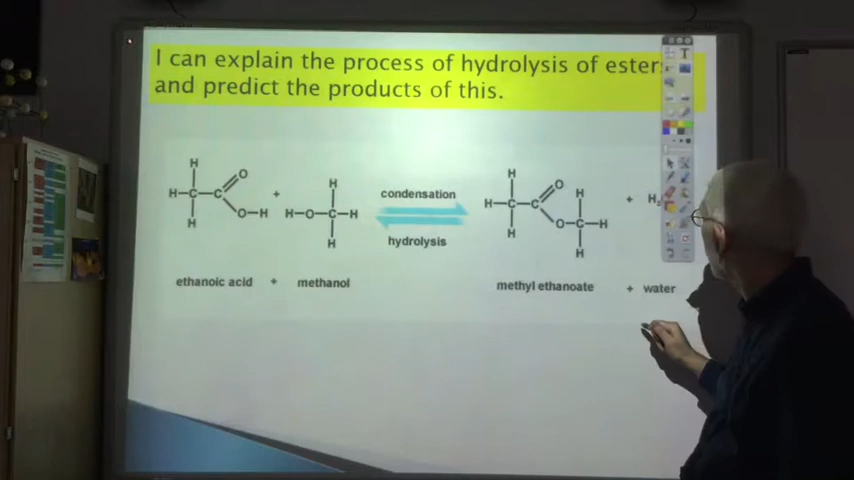 I can explain the process of hydrolysis of esters
and predict the products of this.
H H
H-C-C O + H condensation H-C-C O H + H₂
H O-H H-O-C-H H O-C-H
H hydrolysis H
ethanoic acid + methanol methyl ethanoate + water
T